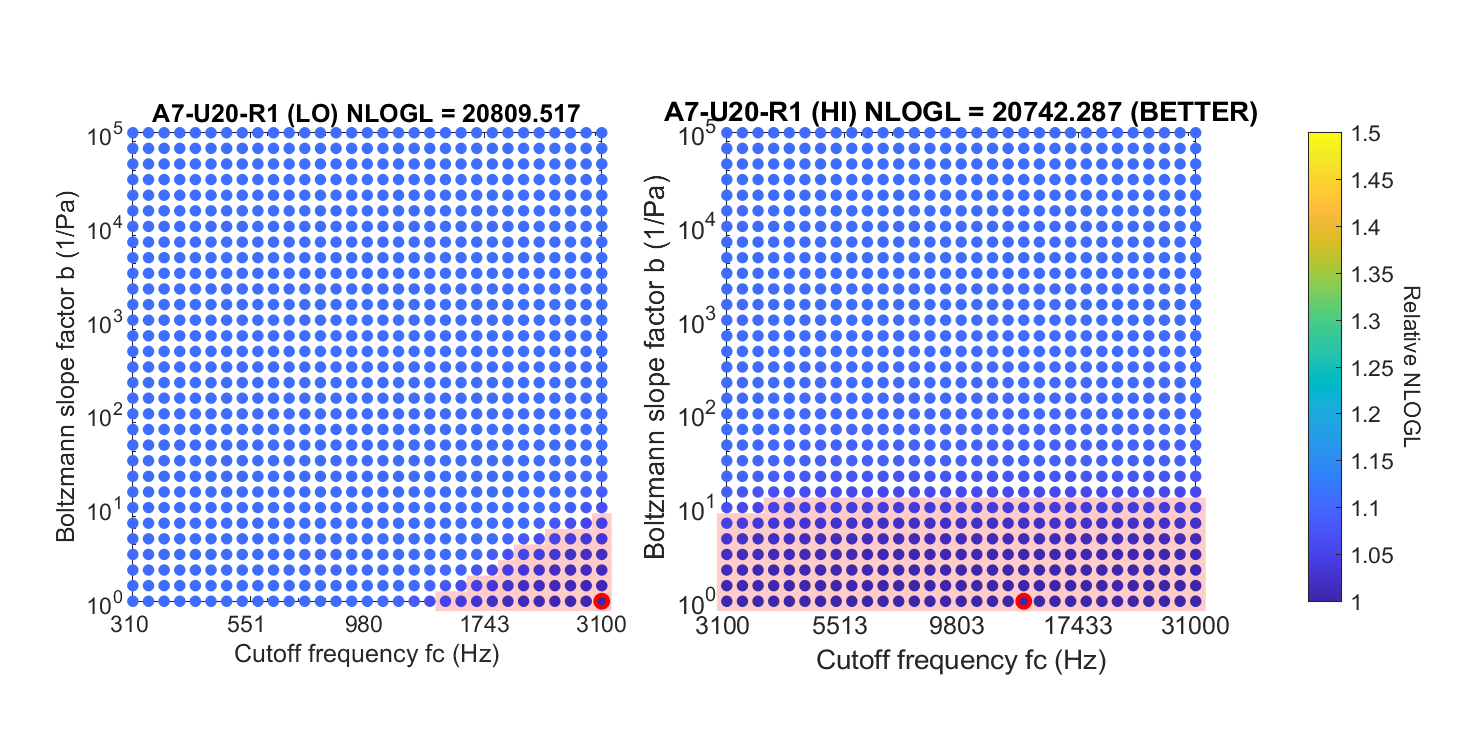 A7-U20-R1 (LO) NLOGL = 20809.517
10^5
10^4
10^3
10^2
10^1
10^0
Boltzmann slope factor b (1/Pa)
310 551 980 1743 3100
Cutoff frequency fc (Hz)
A7-U20-R1 (HI) NLOGL = 20742.287 (BETTER)
10^5
10^4
10^3
10^2
10^1
10^0
Boltzmann slope factor b (1/Pa)
3100 5513 9803 17433 31000
Cutoff frequency fc (Hz)
1.5
1.45
1.4
1.35
1.3
1.25
1.2
1.15
1.1
1.05
1
Relative NLOGL